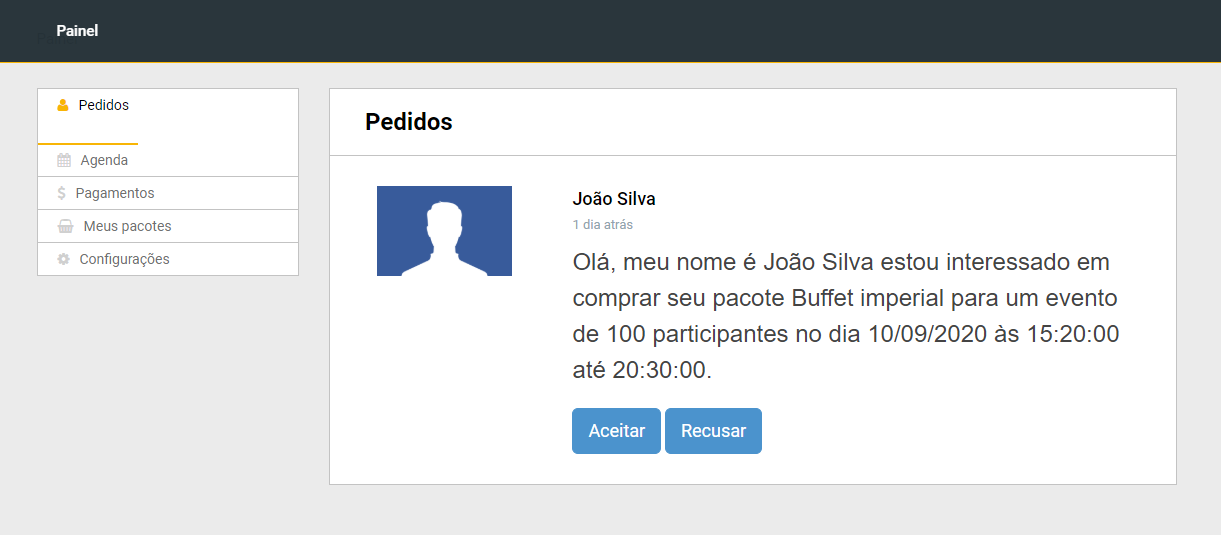 Painel
Pedidos
Agenda
$ Pagamentos
Meus pacotes
Configurações
Pedidos
João Silva
1 dia atrás
Olá, meu nome é João Silva estou interessado em
comprar seu pacote Buffet imperial para um evento
de 100 participantes no dia 10/09/2020 às 15:20:00
até 20:30:00.
Aceitar Recusar